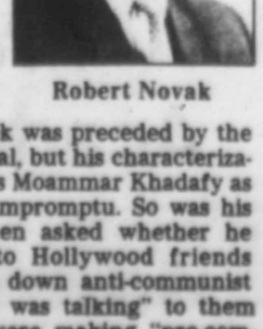 Robert Novak
k was preceded by the
al, but his characteriza-
s Moammar Khadafy as
mpromptu. So was his
en asked whether he
to Hollywood friends
down anti-communist
was talking" to them